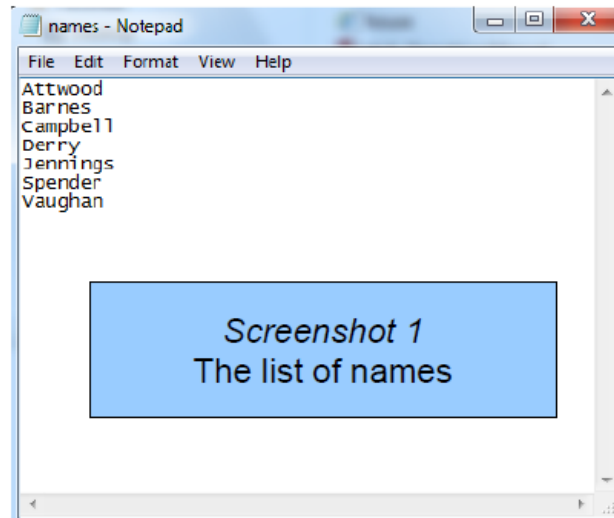 names - Notepad
File Edit Format View Help
Attwood
Barnes
Campbell
Derry
Jennings
Spender
Vaughan
Screenshot 1
The list of names